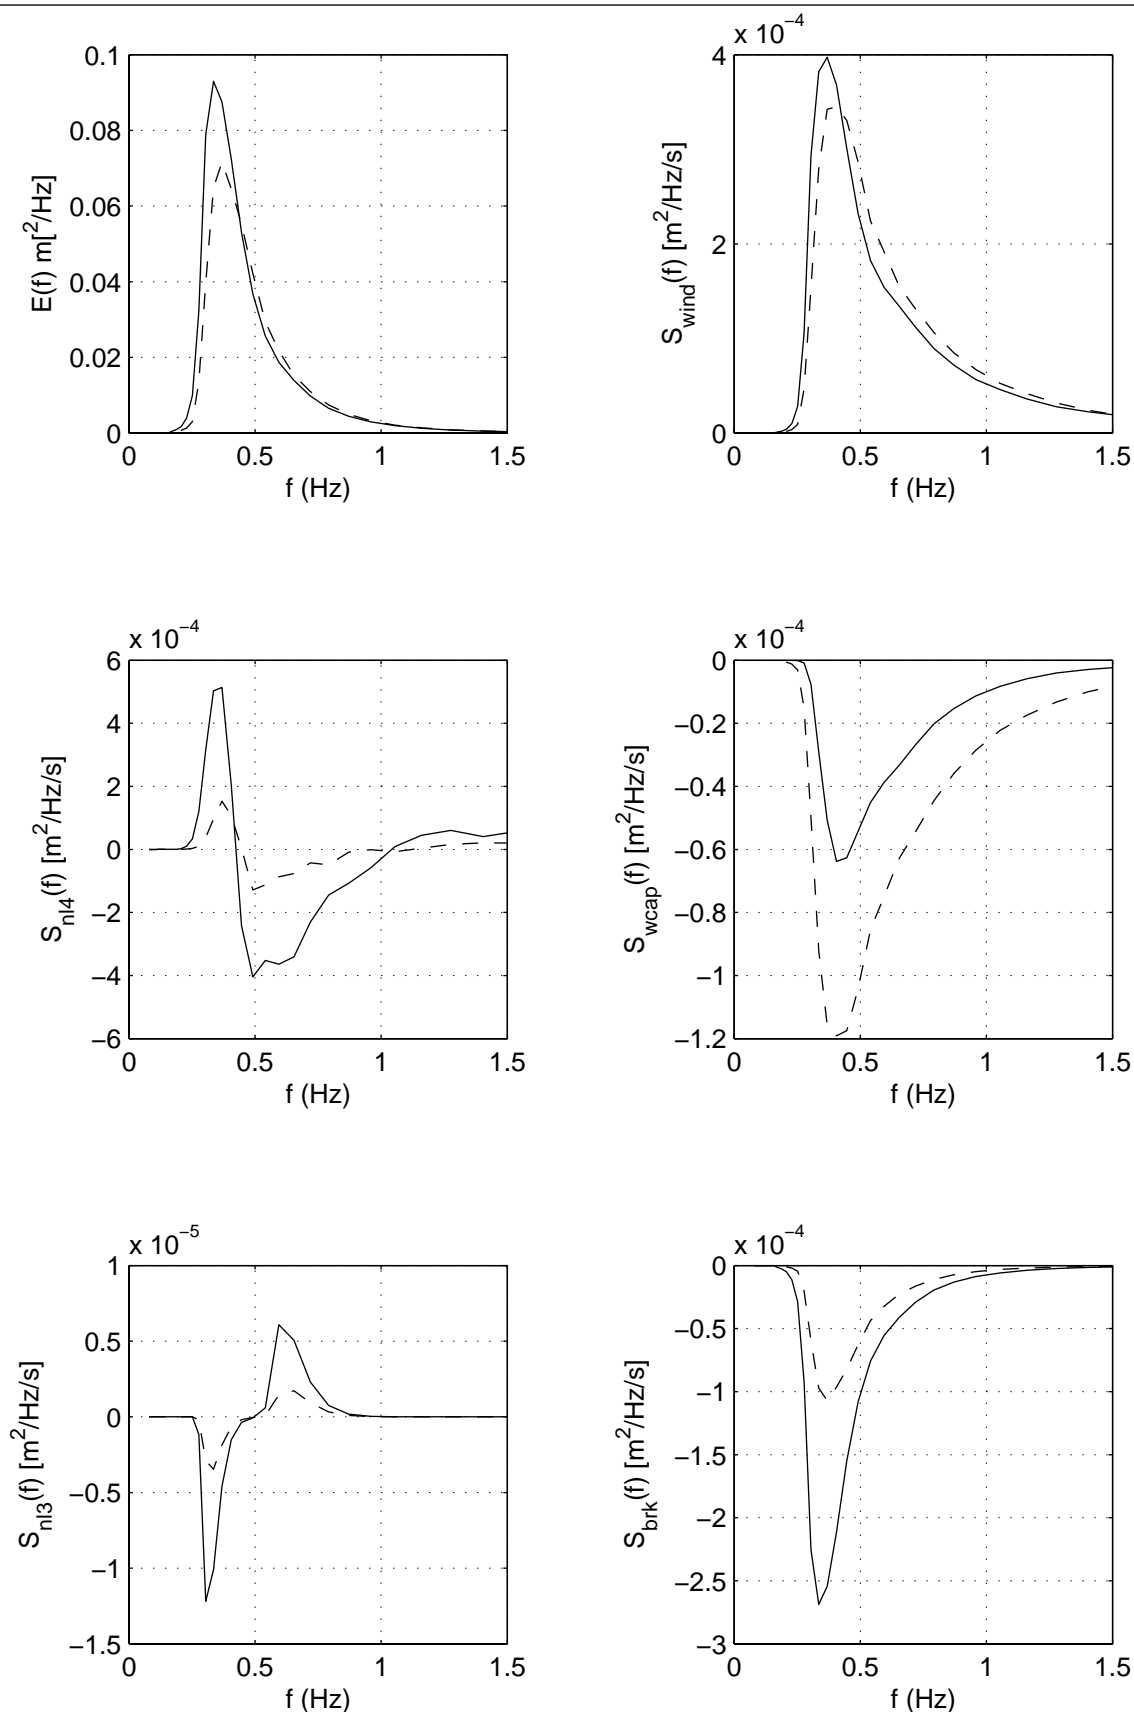 0.1
0.08
0.06
0.04
0.02
0
0 0.5 1 1.5
f (Hz)
E(f) m[²/Hz]
x 10⁻⁴
4
2
0
0 0.5 1 1.5
f (Hz)
S_wind(f) [m²/Hz/s]
x 10⁻⁴
6
4
2
0
−2
−4
−6
0 0.5 1 1.5
f (Hz)
S_nl4(f) [m²/Hz/s]
x 10⁻⁴
0
−0.2
−0.4
−0.6
−0.8
−1
−1.2
0 0.5 1 1.5
f (Hz)
S_wcap(f) [m²/Hz/s]
x 10⁻⁵
1
0.5
0
−0.5
−1
−1.5
0 0.5 1 1.5
f (Hz)
S_nl3(f) [m²/Hz/s]
x 10⁻⁴
0
−0.5
−1
−1.5
−2
−2.5
−3
0 0.5 1 1.5
f (Hz)
S_brk(f) [m²/Hz/s]